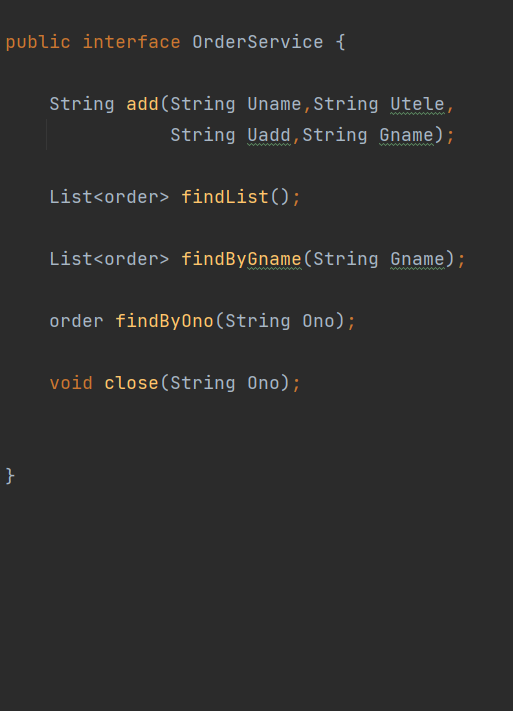 public interface OrderService {
String add(String Uname,String Utele,
String Uadd,String Gname);
List<order> findList();
List<order> findByGname(String Gname);
order findByOno(String Ono);
void close(String Ono);
}